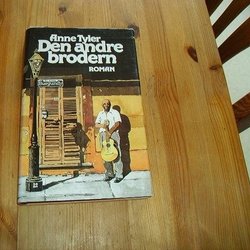 Anne Tyler
Den andre
brodern
ROMAN